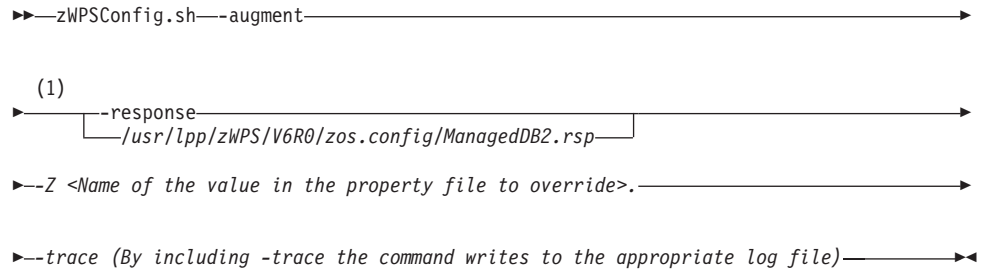 zWPSConfig.sh -augment
(1)
-response
/usr/lpp/zWPS/V6R0/zos.config/ManagedDB2.rsp
-Z <Name of the value in the property file to override>.
-trace (By including -trace the command writes to the appropriate log file)